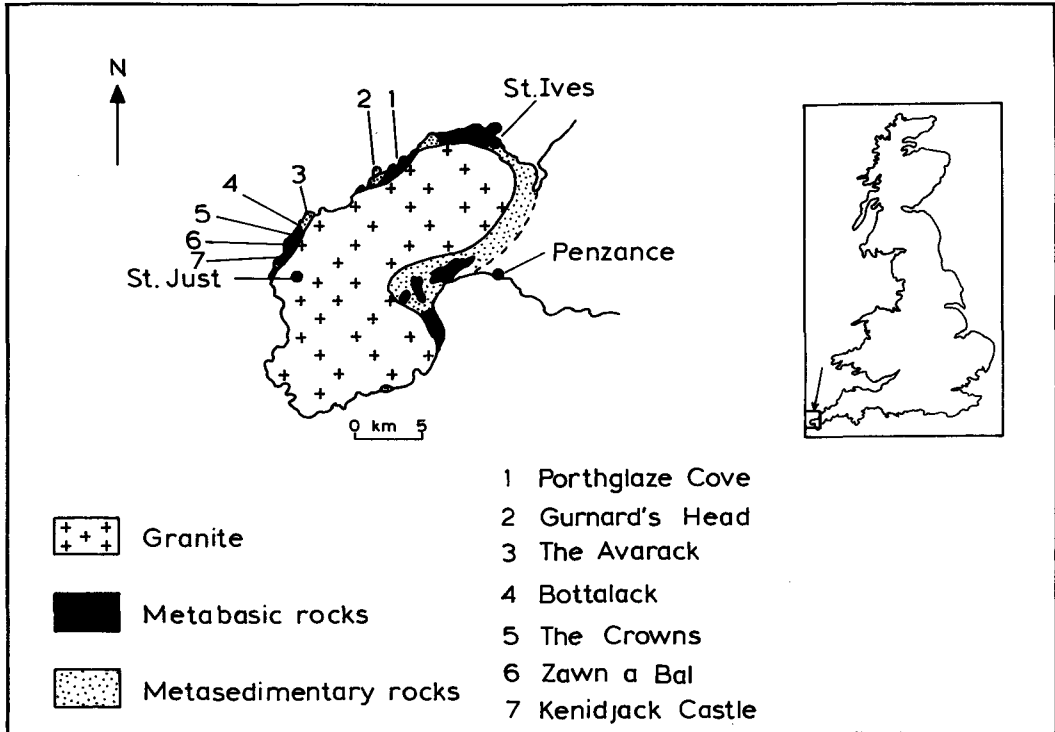 N
St.Ives
2 1
4 3
5
6
7
St. Just
Penzance
0 km 5
Granite
Metabasic rocks
Metasedimentary rocks
1 Porthglaze Cove
2 Gurnard's Head
3 The Avarack
4 Bottalack
5 The Crowns
6 Zawn a Bal
7 Kenidjack Castle